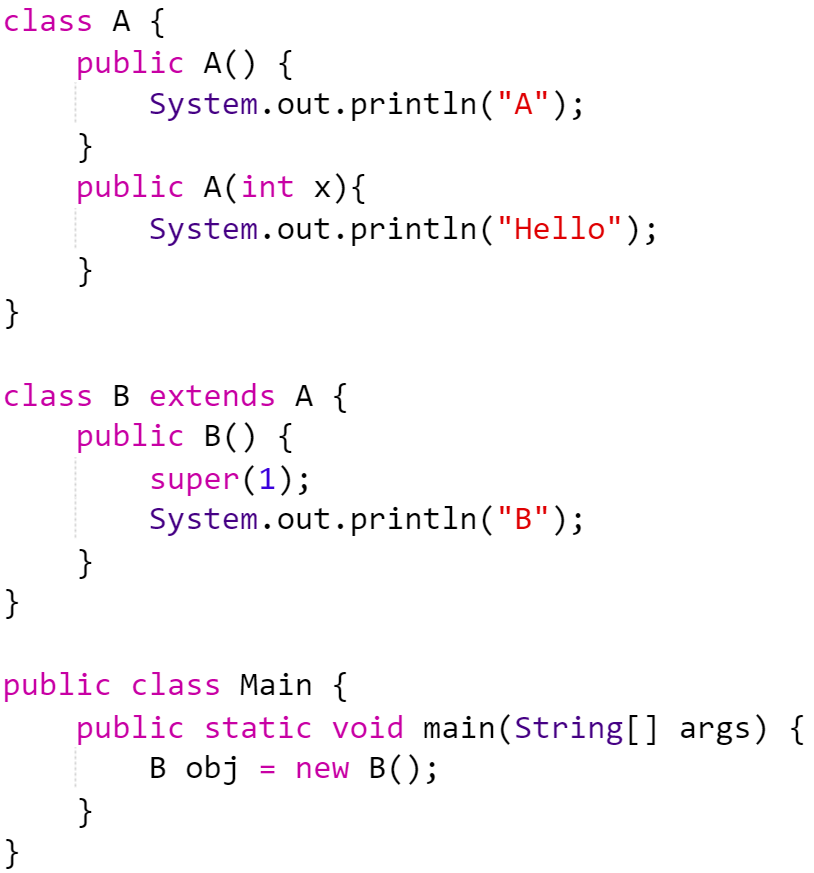 class A {
    public A() {
        System.out.println("A");
    }
    public A(int x){
        System.out.println("Hello");
    }
}

class B extends A {
    public B() {
        super(1);
        System.out.println("B");
    }
}

public class Main {
    public static void main(String[] args) {
        B obj = new B();
    }
}